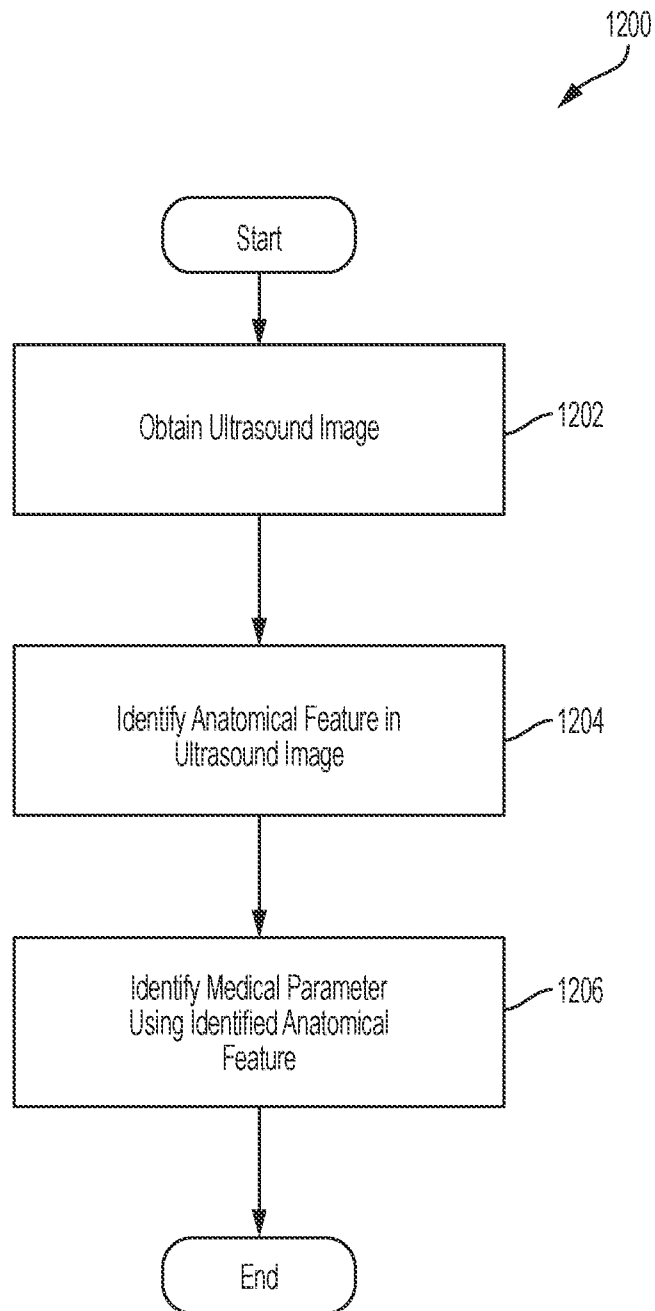 1200
Start
Obtain Ultrasound Image
1202
Identify Anatomical Feature in
Ultrasound Image
1204
Identify Medical Parameter
Using Identified Anatomical
Feature
1206
End